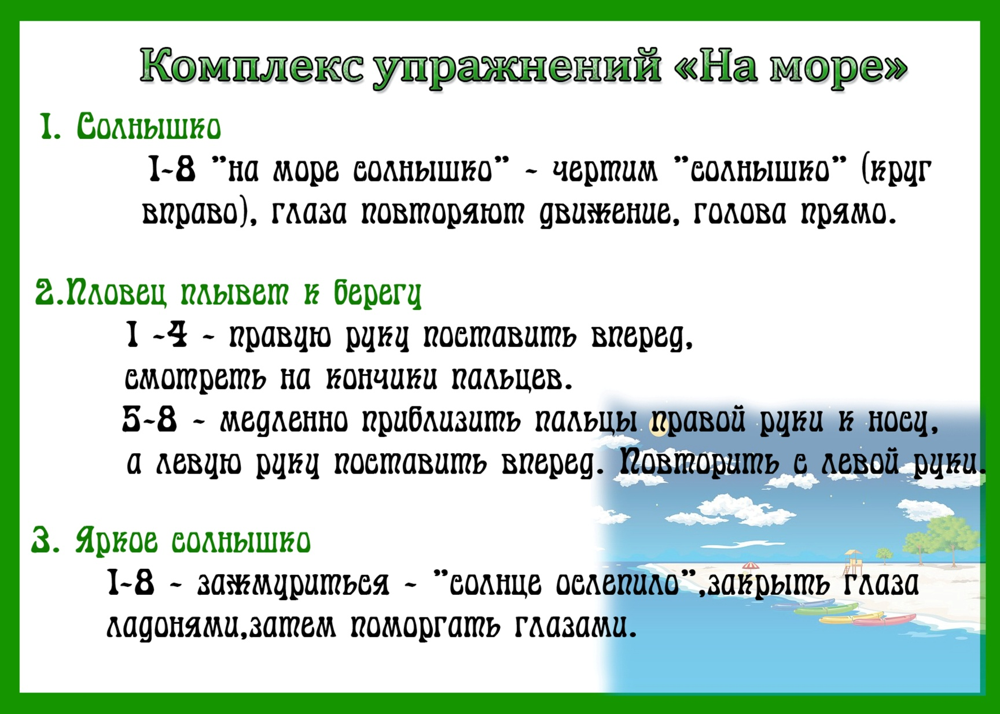 Комплекс упражнений «На море»
1. Солнышко
1-8 "на море солнышко" - чертим "солнышко" (круг
вправо), глаза повторяют движение, голова прямо.
2.Пловец плывет к берегу
1 -4 - правую руку поставить вперед,
смотреть на кончики пальцев.
5-8 - медленно приблизить пальцы правой руки к носу,
а левую руку поставить вперед. Повторить с левой руки.
3. Яркое солнышко
1-8 - зажмуриться - "солнце ослепило",закрыть глаза
ладонями,затем поморгать глазами.